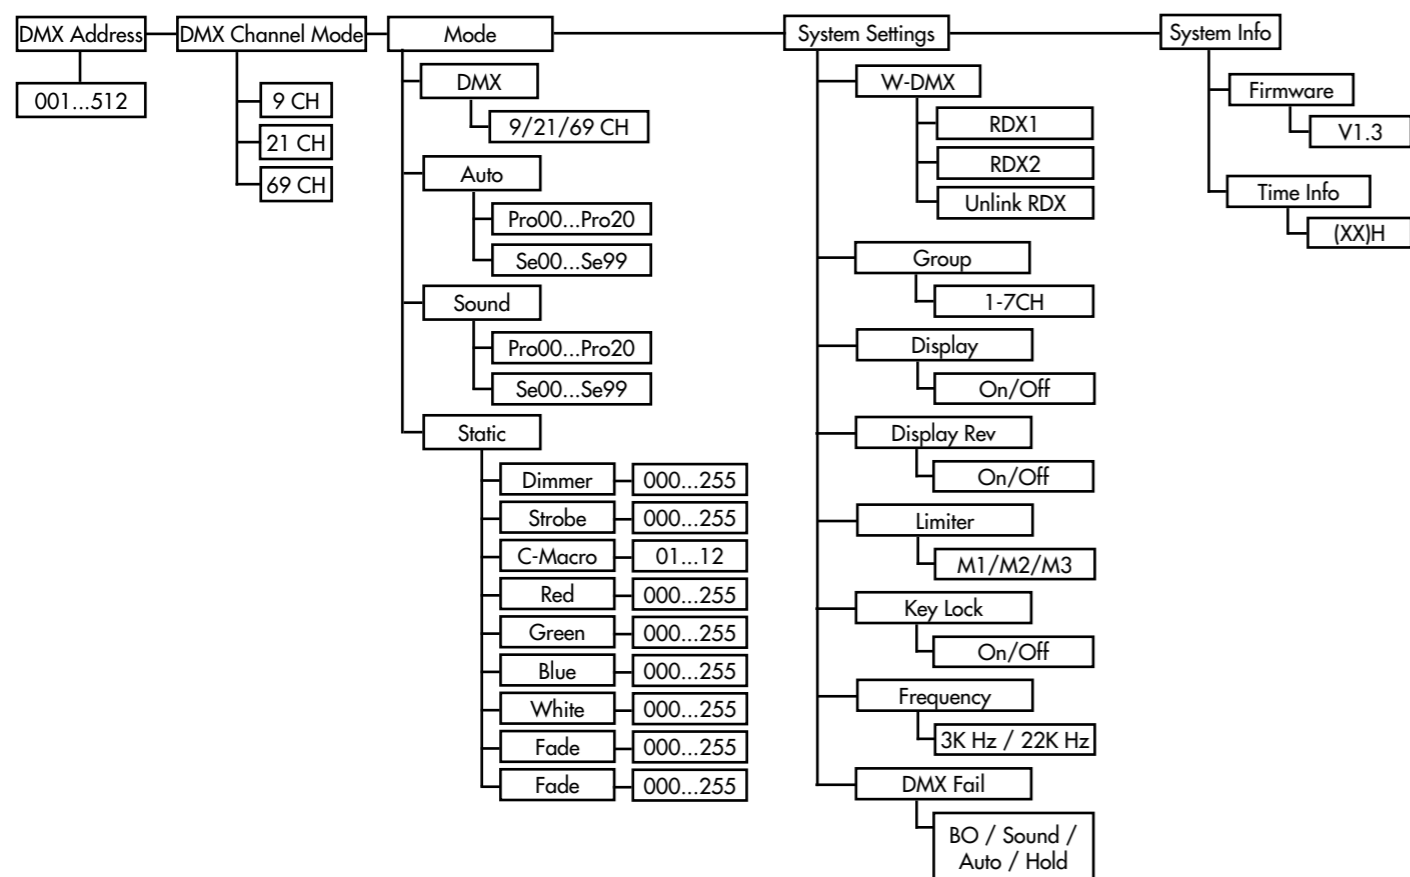 DMX Address
001...512
DMX Channel Mode
9 CH
21 CH
69 CH
Mode
DMX
9/21/69 CH
Auto
Pro00...Pro20
Se00...Se99
Sound
Pro00...Pro20
Se00...Se99
Static
Dimmer
000...255
Strobe
000...255
C-Macro
01...12
Red
000...255
Green
000...255
Blue
000...255
White
000...255
Fade
000...255
Fade
000...255
System Settings
W-DMX
RDX1
RDX2
Unlink RDX
Group
1-7CH
Display
On/Off
Display Rev
On/Off
Limiter
M1/M2/M3
Key Lock
On/Off
Frequency
3K Hz / 22K Hz
DMX Fail
BO / Sound /
Auto / Hold
System Info
Firmware
V1.3
Time Info
(XX)H